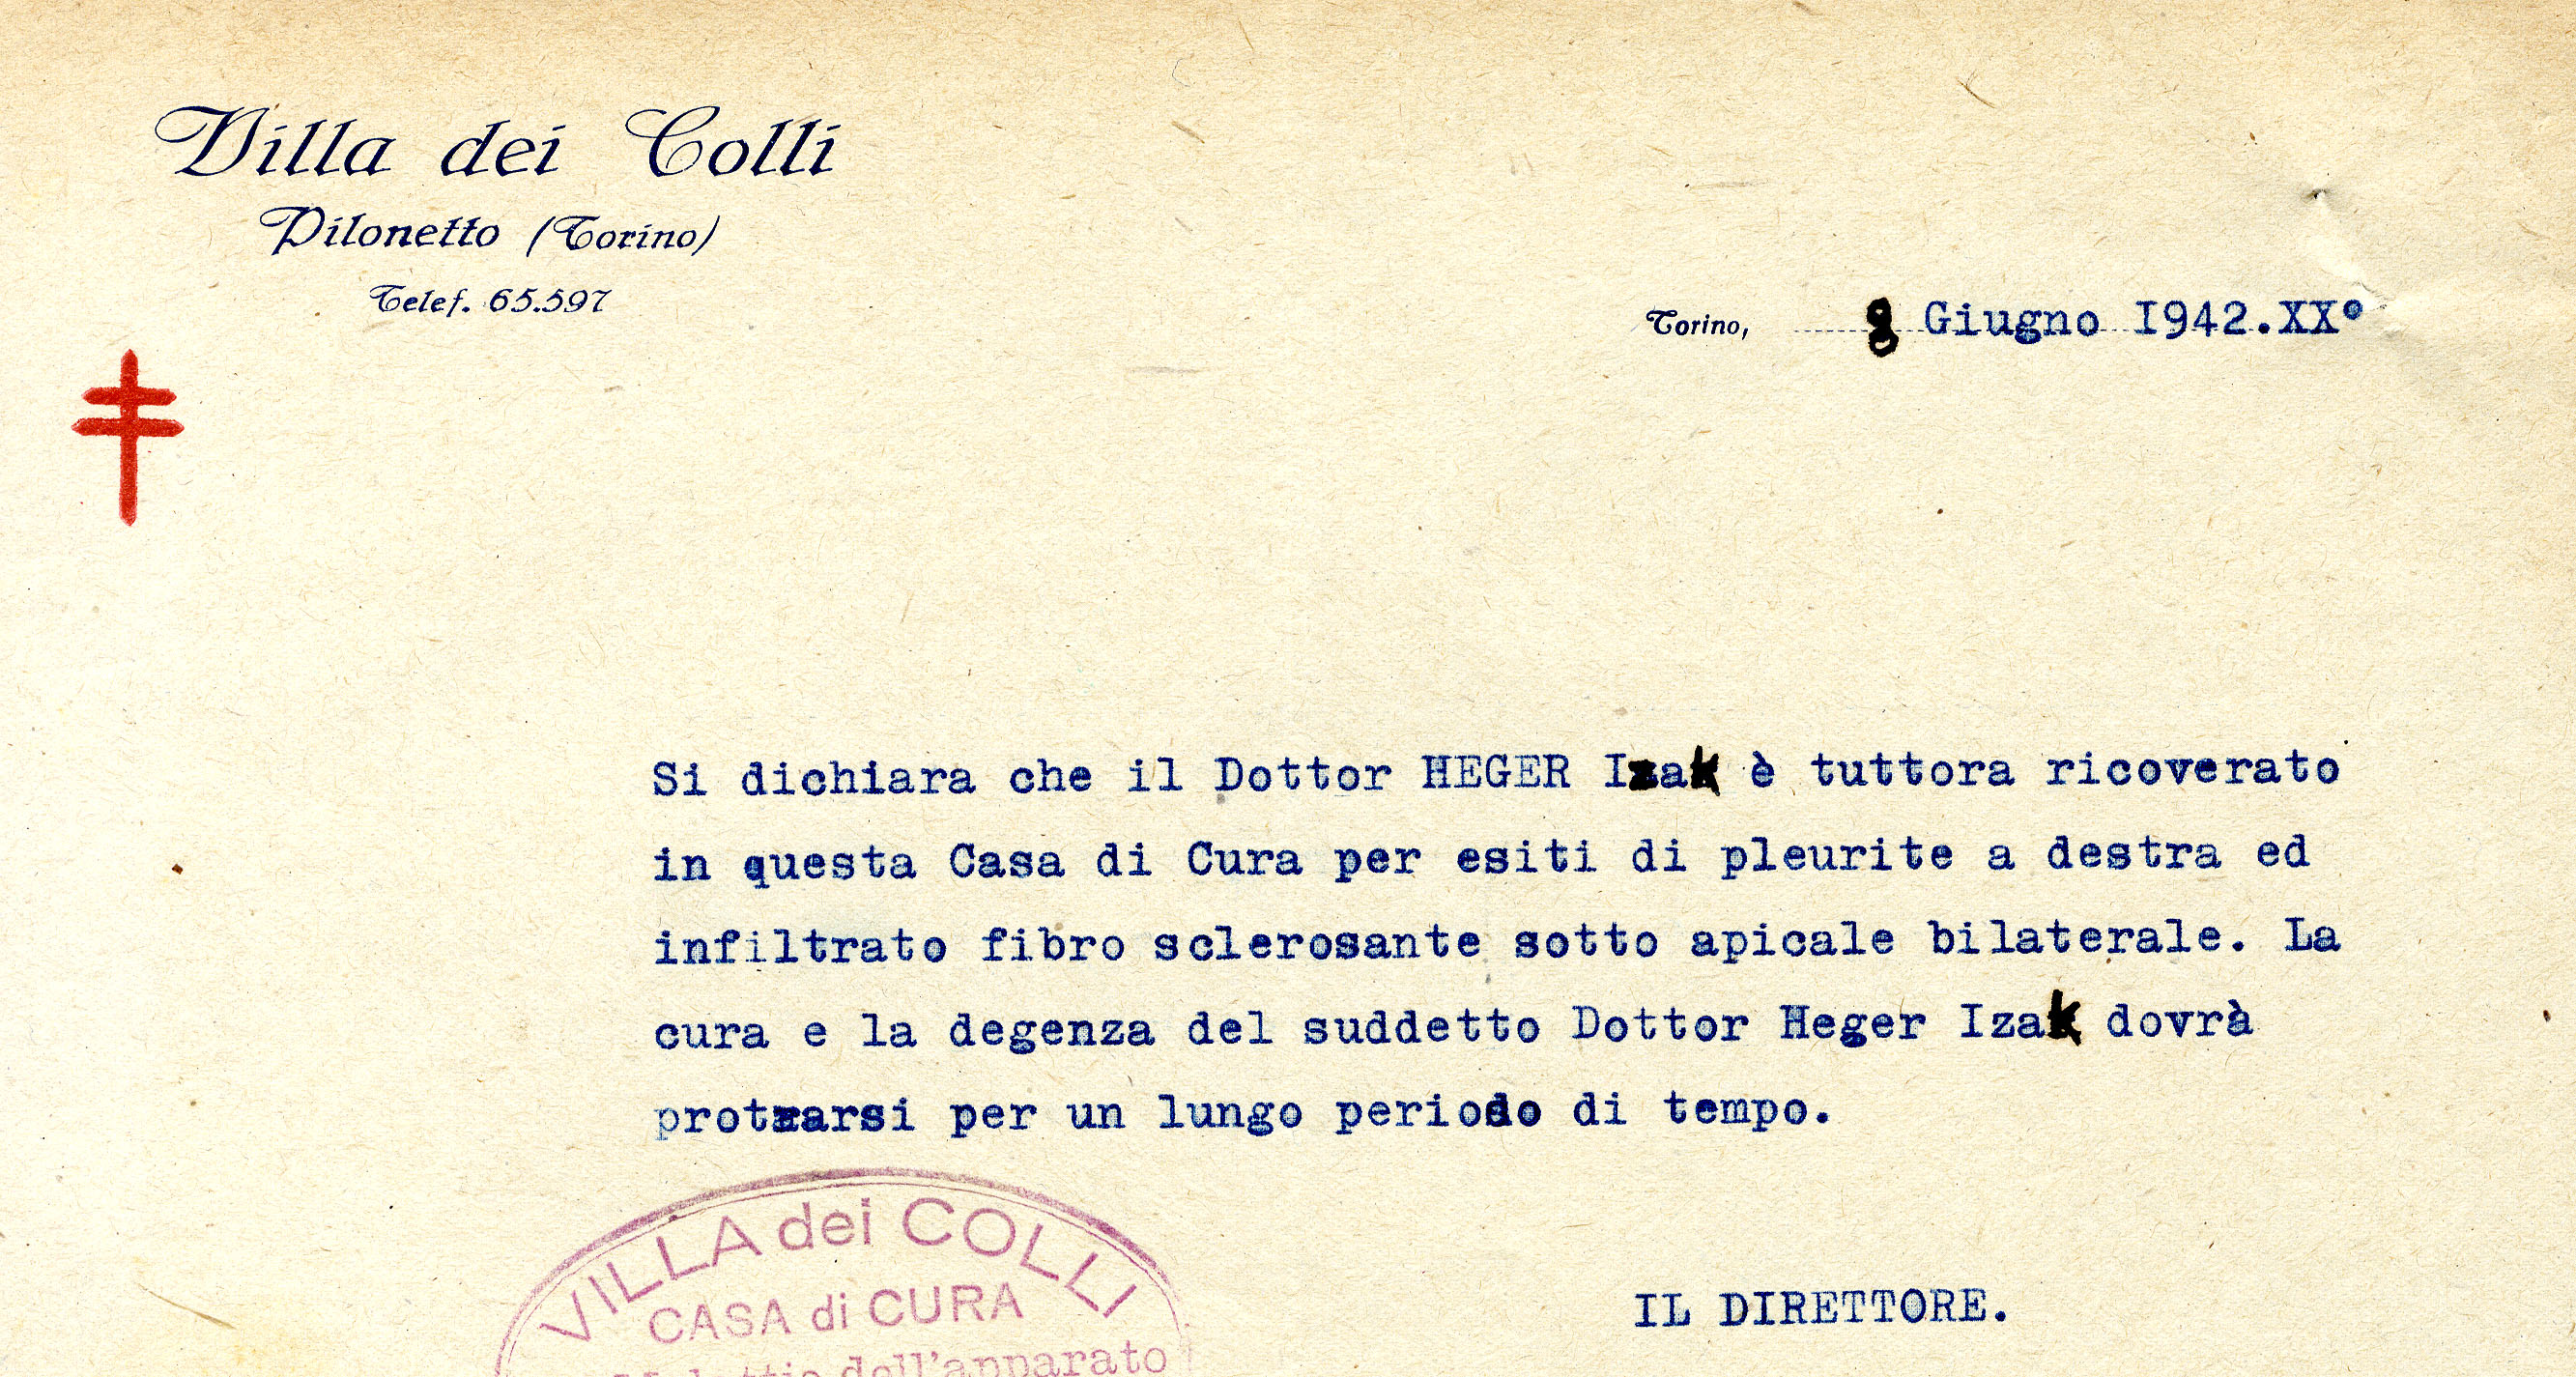 Villa dei Colli
Pilonetto (Torino)
Telef. 65.597
Torino, 8 Giugno I942.XX°
Si dichiara che il Dottor HEGER Izak è tuttora ricoverato
in questa Casa di Cura per esiti di pleurite a destra ed
infiltrato fibro sclerosante sotto apicale bilaterale. La
cura e la degenza del suddetto Dottor Heger Izak dovrà
protrarsi per un lungo periodo di tempo.
VILLA dei COLLI
CASA di CURA
dell'apparato
IL DIRETTORE.